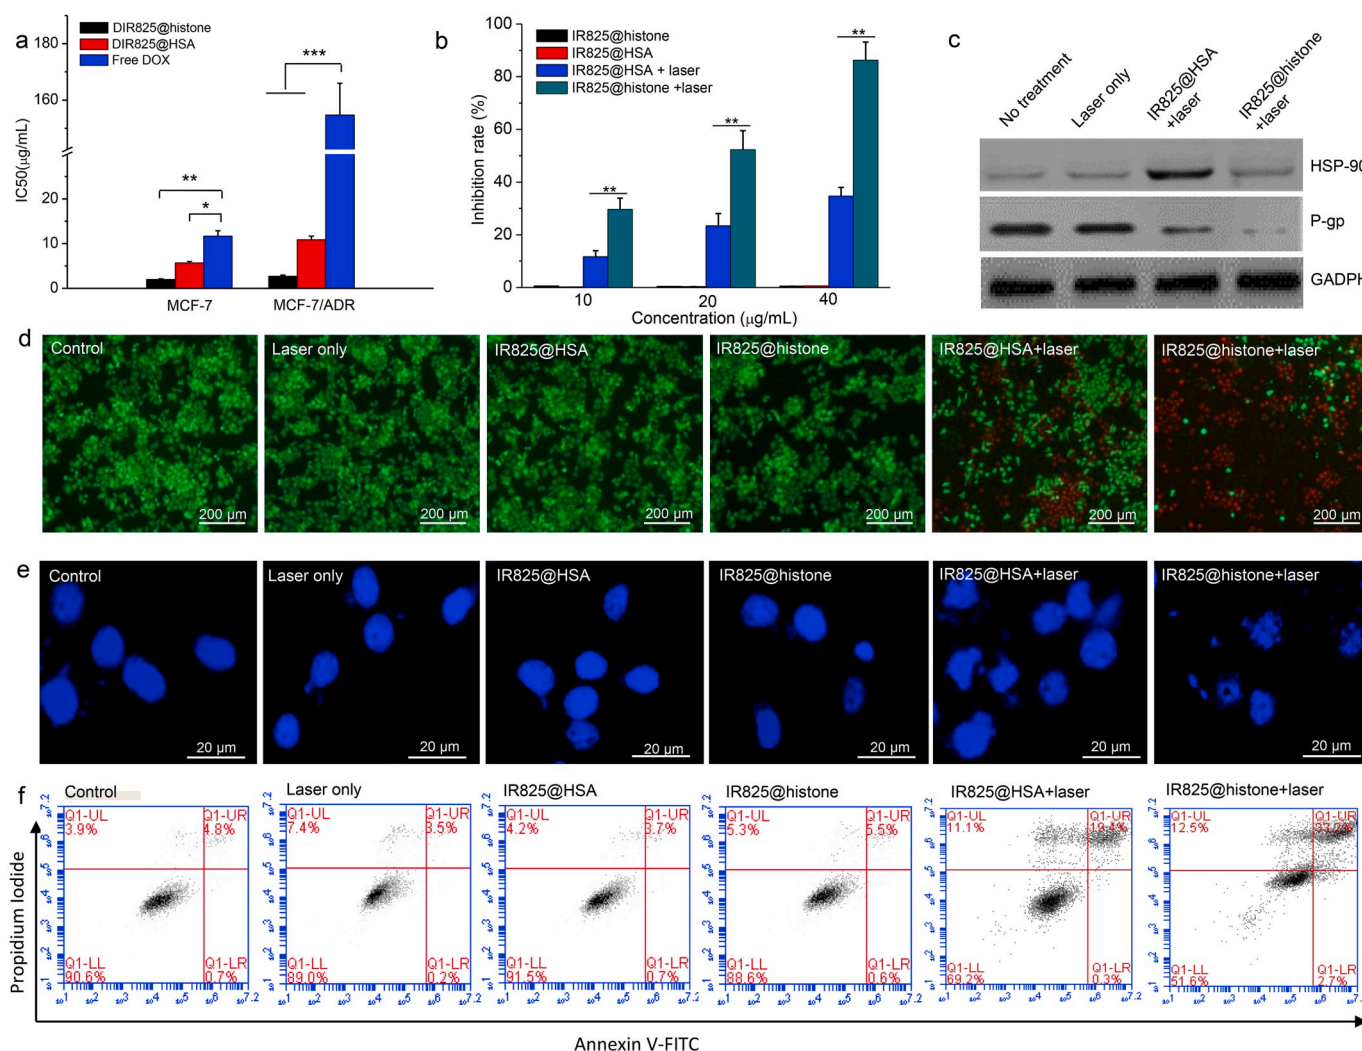 a
DIR825@histone
DIR825@HSA
Free DOX
180
160
20
10
0
IC50(μg/mL)
**
*
***
MCF-7
MCF-7/ADR
b
IR825@histone
IR825@HSA
IR825@HSA + laser
IR825@histone +laser
100
80
60
40
20
0
Inhibition rate (%)
**
**
**
10
20
40
Concentration (μg/mL)
c
No treatment
Laser only
IR825@HSA
+laser
IR825@histone
+laser
HSP-90
P-gp
GADPH
d
Control
Laser only
IR825@HSA
IR825@histone
IR825@HSA+laser
IR825@histone+laser
200 μm
200 μm
200 μm
200 μm
200 μm
200 μm
e
Control
Laser only
IR825@HSA
IR825@histone
IR825@HSA+laser
IR825@histone+laser
20 μm
20 μm
20 μm
20 μm
20 μm
20 μm
f
Propidium Iodide
Control
Q1-UL
3.9%
Q1-UR
4.8%
Q1-LL
90.6%
Q1-LR
0.7%
Laser only
Q1-UL
7.4%
Q1-UR
3.5%
Q1-LL
89.0%
Q1-LR
0.2%
IR825@HSA
Q1-UL
4.2%
Q1-UR
3.7%
Q1-LL
91.5%
Q1-LR
0.7%
IR825@histone
Q1-UL
5.3%
Q1-UR
5.5%
Q1-LL
88.6%
Q1-LR
0.6%
IR825@HSA+laser
Q1-UL
11.1%
Q1-UR
19.4%
Q1-LL
69.2%
Q1-LR
0.3%
IR825@histone+laser
Q1-UL
12.5%
Q1-UR
Q1-LL
51.6%
Q1-LR
2.7%
Annexin V-FITC